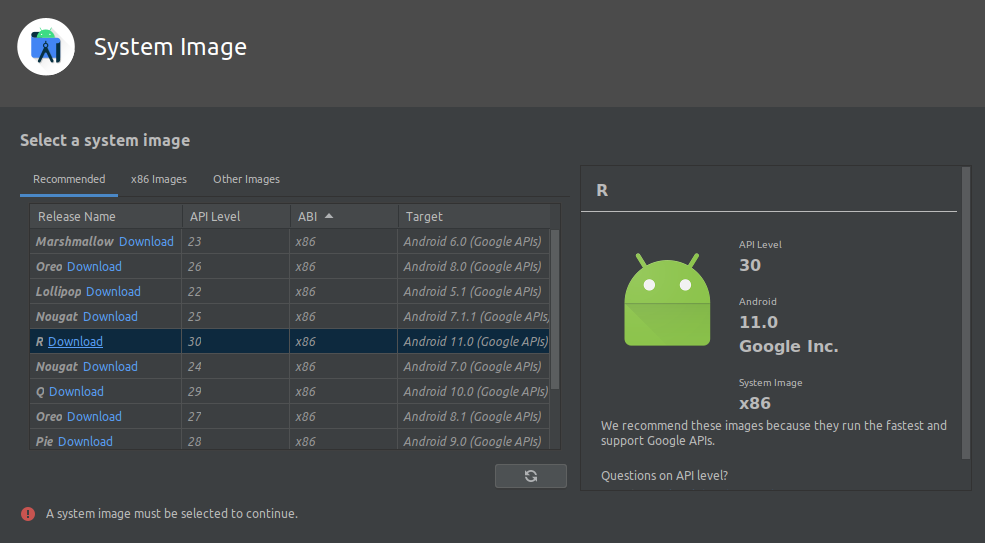 System Image
Select a system image
Recommended x86 Images Other Images
Release Name API Level ABI Target
Marshmallow Download 23 x86 Android 6.0 (Google APIs)
Oreo Download 26 x86 Android 8.0 (Google APIs)
Lollipop Download 22 x86 Android 5.1 (Google APIs)
Nougat Download 25 x86 Android 7.1.1 (Google APIs)
R Download 30 x86 Android 11.0 (Google APIs)
Nougat Download 24 x86 Android 7.0 (Google APIs)
Q Download 29 x86 Android 10.0 (Google APIs)
Oreo Download 27 x86 Android 8.1 (Google APIs)
Pie Download 28 x86 Android 9.0 (Google APIs)
R
API Level
30
Android
11.0
Google Inc.
System Image
x86
We recommend these images because they run the fastest and
support Google APIs.
Questions on API level?
A system image must be selected to continue.